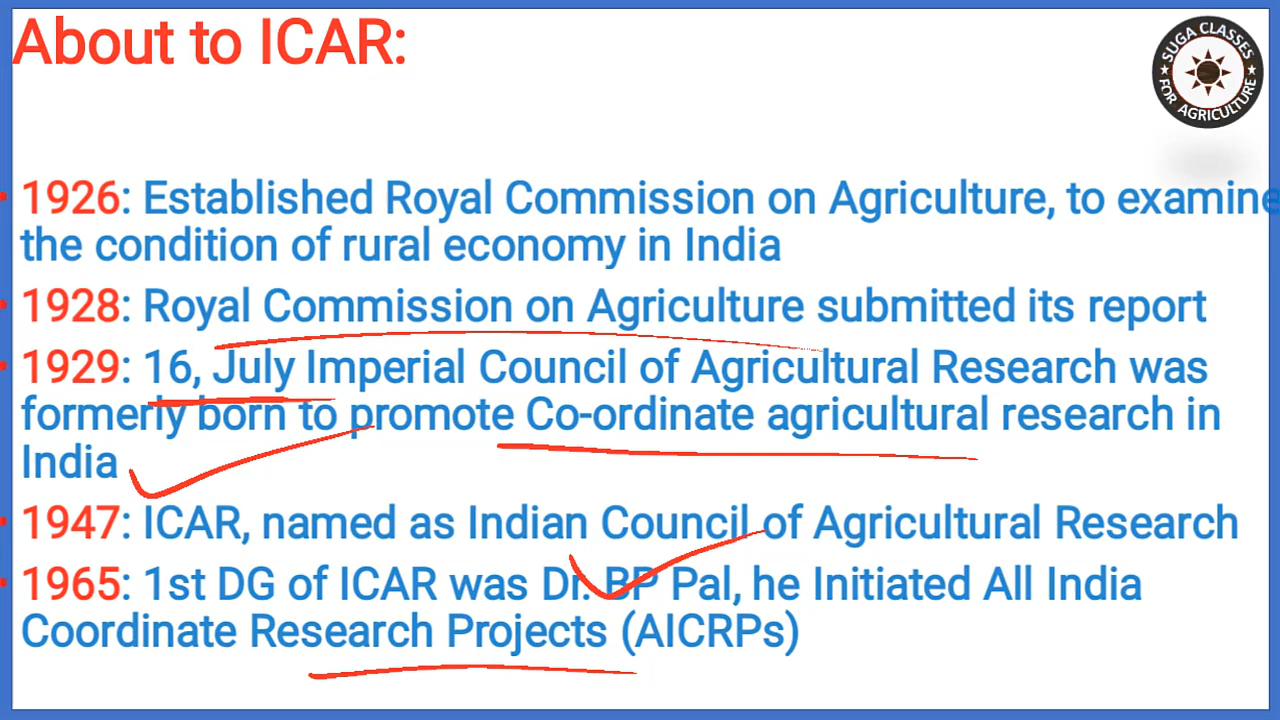 About to ICAR:
SUGA CLASSES
FOR AGRICULTURE
1926: Established Royal Commission on Agriculture, to examine
the condition of rural economy in India
1928: Royal Commission on Agriculture submitted its report
1929: 16, July Imperial Council of Agricultural Research was
formerly born to promote Co-ordinate agricultural research in
India
1947: ICAR, named as Indian Council of Agricultural Research
1965: 1st DG of ICAR was Dr. BP Pal, he Initiated All India
Coordinate Research Projects (AICRPs)